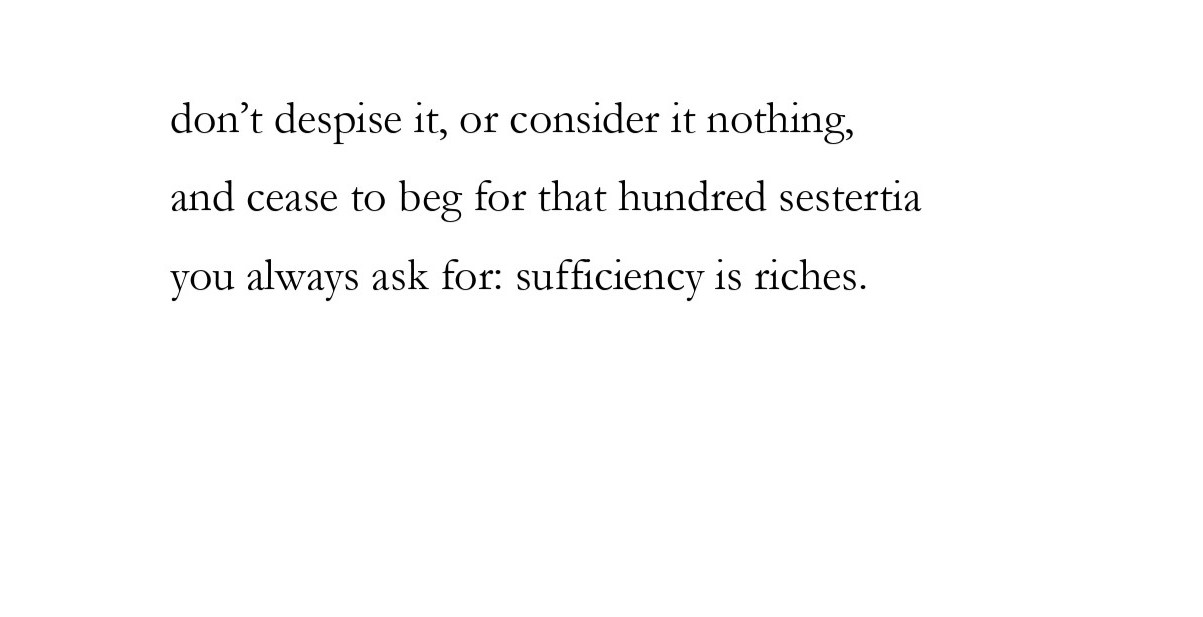 don’t despise it, or consider it nothing,
and cease to beg for that hundred sestertia
you always ask for: sufficiency is riches.